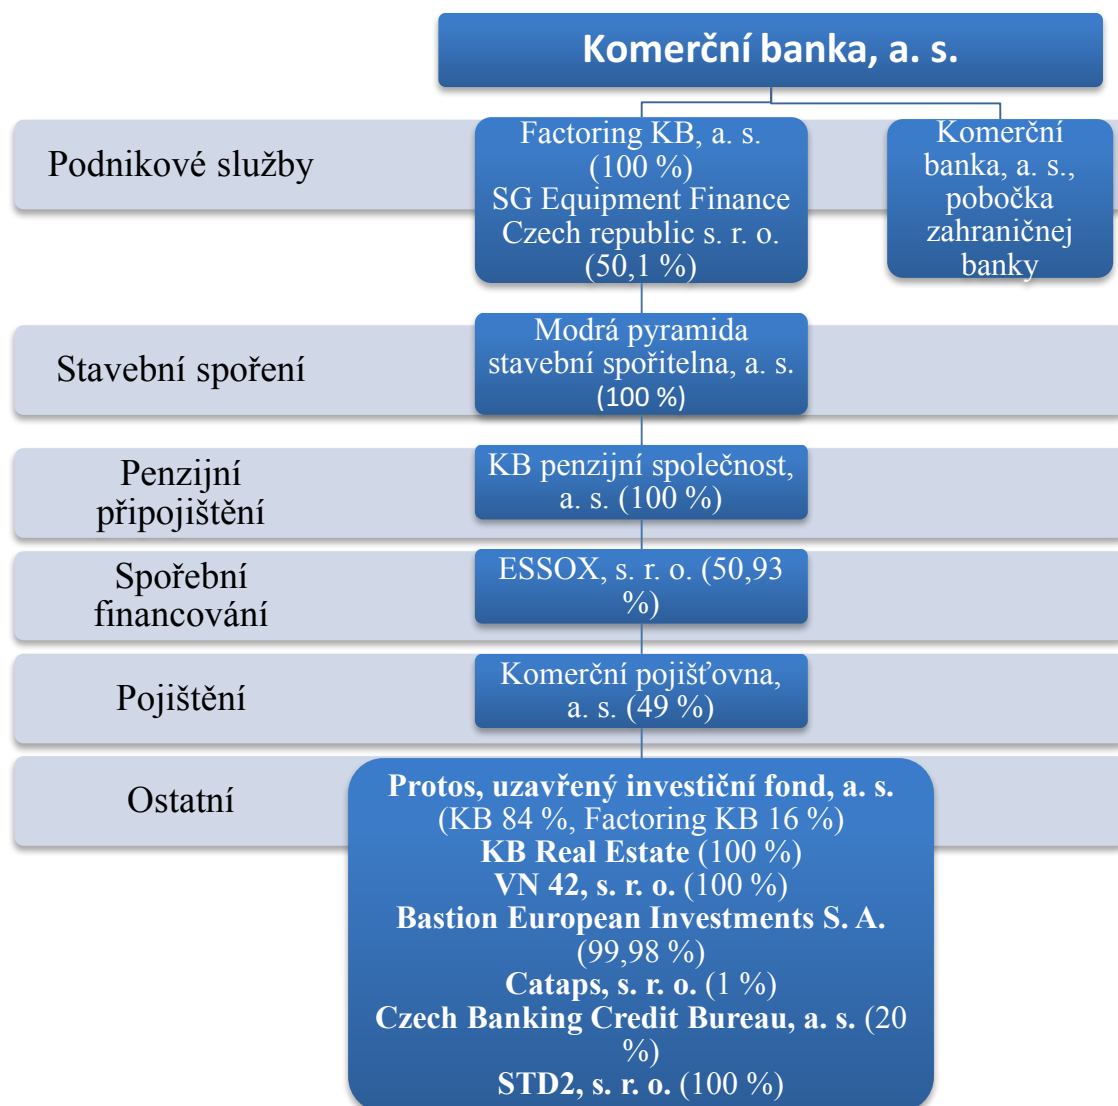 Komerční banka, a. s.
Podnikové služby
Factoring KB, a. s.
(100 %)
SG Equipment Finance
Czech republic s. r. o.
(50,1 %)
Komerční
banka, a. s.,
pobočka
zahraničnej
banky
Stavební spoření
Modrá pyramida
stavební spořitelna, a. s.
(100 %)
Penzijní
připojištění
KB penzijní společnost,
a. s. (100 %)
Spořební
financování
ESSOX, s. r. o. (50,93
%)
Pojištění
Komerční pojišťovna,
a. s. (49 %)
Ostatní
Protos, uzavřený investiční fond, a. s.
(KB 84 %, Factoring KB 16 %)
KB Real Estate (100 %)
VN 42, s. r. o. (100 %)
Bastion European Investments S. A.
(99,98 %)
Cataps, s. r. o. (1 %)
Czech Banking Credit Bureau, a. s. (20
%)
STD2, s. r. o. (100 %)